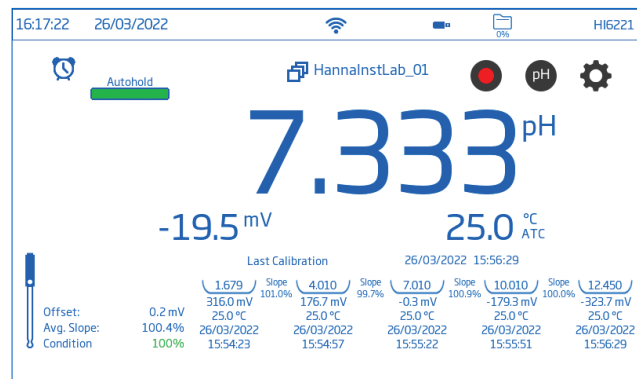 16:17:22 26/03/2022 0% HI6221
Autohold
HannaInstLab_01
pH
7.333 pH
-19.5 mV 25.0 °C
ATC
Last Calibration 26/03/2022 15:56:29
1.679 Slope 101.0% 4.010 Slope 99.7% 7.010 Slope 100.9% 10.010 Slope 100.0% 12.450
316.0 mV 176.7 mV -0.3 mV -179.3 mV -323.7 mV
Offset: 0.2 mV 25.0 °C 25.0 °C 25.0 °C 25.0 °C 25.0 °C
Avg. Slope: 100.4% 26/03/2022 26/03/2022 26/03/2022 26/03/2022 26/03/2022
Condition 100% 15:54:23 15:54:57 15:55:22 15:55:51 15:56:29